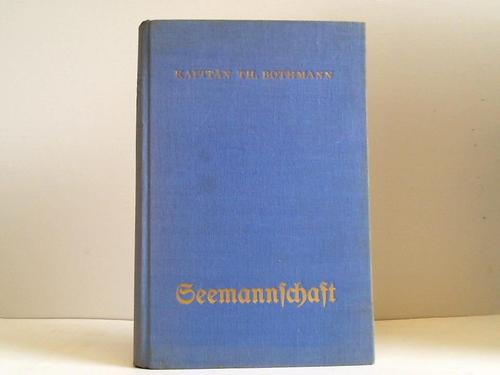 KAPITÄN TH. BOTHMANN
Seemannſchaft